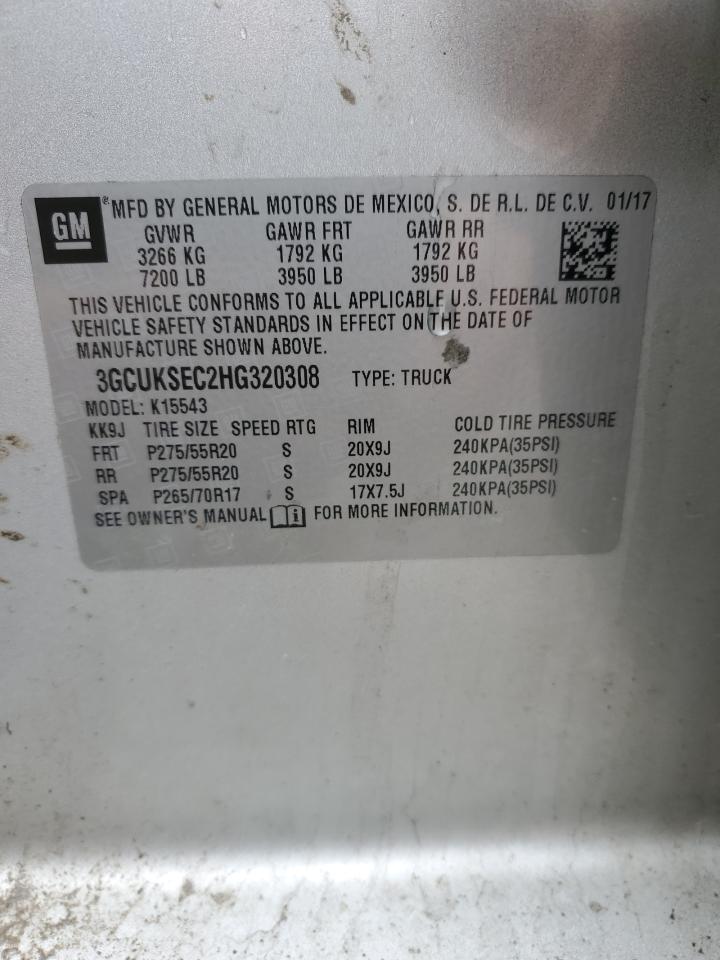 GM ® MFD BY GENERAL MOTORS DE MEXICO, S. DE R.L. DE C.V. 01/17
GVWR GAWR FRT GAWR RR
3266 KG 1792 KG 1792 KG
7200 LB 3950 LB 3950 LB
THIS VEHICLE CONFORMS TO ALL APPLICABLE U.S. FEDERAL MOTOR
VEHICLE SAFETY STANDARDS IN EFFECT ON THE DATE OF
MANUFACTURE SHOWN ABOVE.
3GCUKSEC2HG320308 TYPE: TRUCK
MODEL: K15543
KK9J TIRE SIZE SPEED RTG RIM COLD TIRE PRESSURE
FRT P275/55R20 S 20X9J 240KPA(35PSI)
RR P275/55R20 S 20X9J 240KPA(35PSI)
SPA P265/70R17 S 17X7.5J 240KPA(35PSI)
SEE OWNER'S MANUAL i FOR MORE INFORMATION.